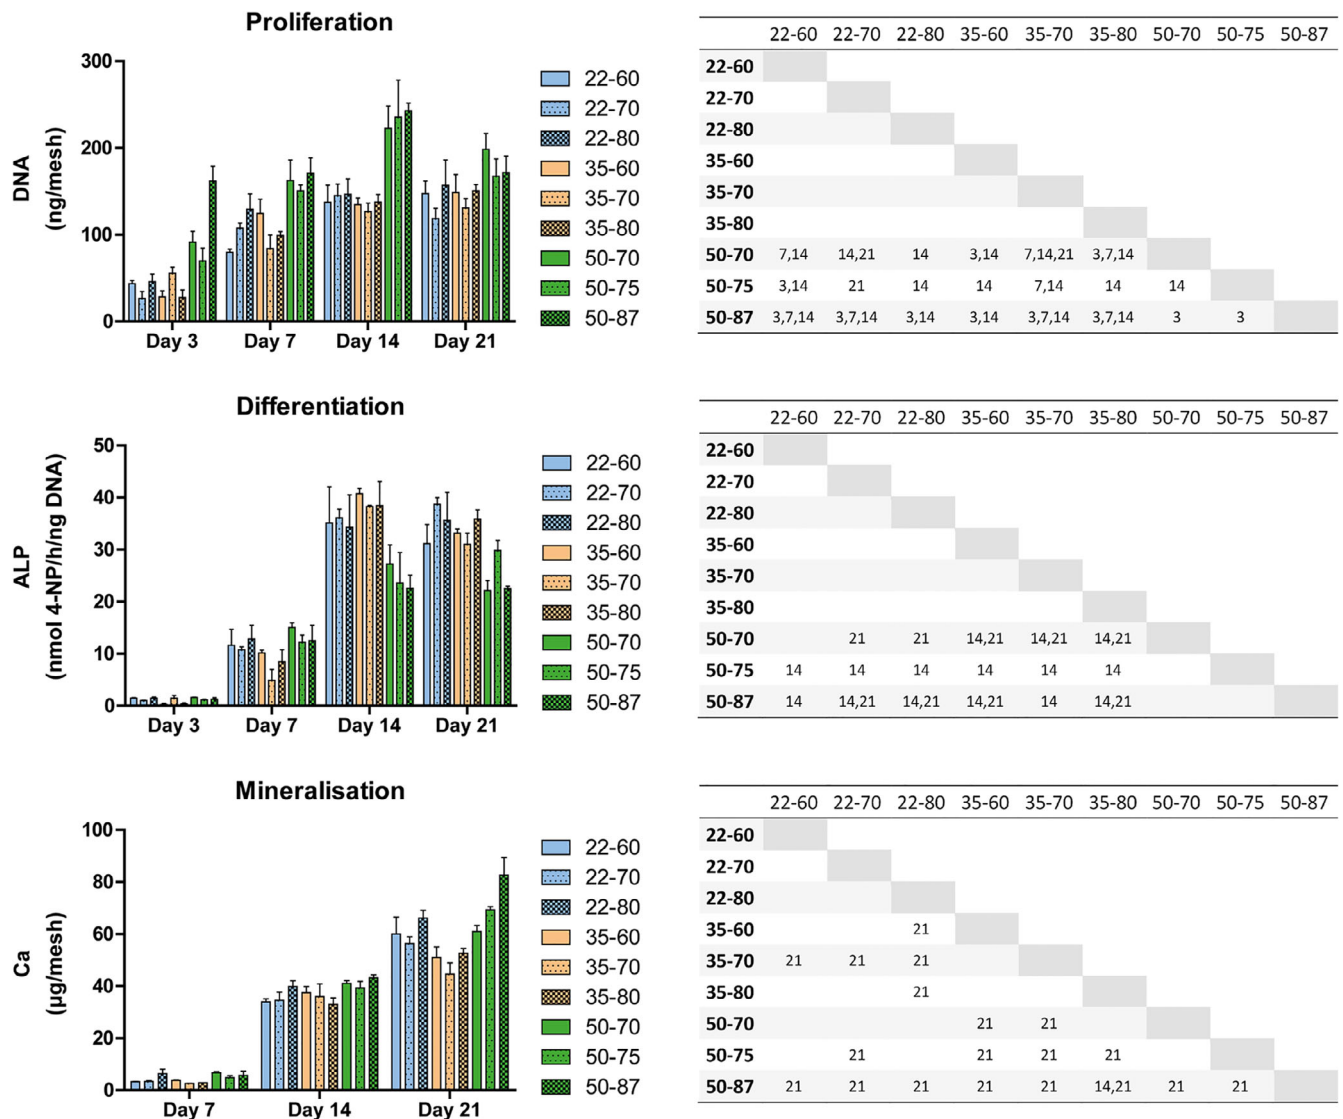 Proliferation
300
200
100
0
DNA
(ng/mesh)
Day 3 Day 7 Day 14 Day 21
22-60
22-70
22-80
35-60
35-70
35-80
50-70
50-75
50-87
22-60 22-70 22-80 35-60 35-70 35-80 50-70 50-75 50-87
22-60
22-70
22-80
35-60
35-70
35-80
50-70 7,14 14,21 14 3,14 7,14,21 3,7,14
50-75 3,14 21 14 14 7,14 14 14
50-87 3,7,14 3,7,14 3,14 3,14 3,7,14 3,7,14 3 3
Differentiation
50
40
30
20
10
0
ALP
(nmol 4-NP/h/ng DNA)
Day 3 Day 7 Day 14 Day 21
22-60
22-70
22-80
35-60
35-70
35-80
50-70
50-75
50-87
22-60 22-70 22-80 35-60 35-70 35-80 50-70 50-75 50-87
22-60
22-70
22-80
35-60
35-70
35-80
50-70 21 21 14,21 14,21 14,21
50-75 14 14 14 14 14 14
50-87 14 14,21 14,21 14,21 14 14,21
Mineralisation
100
80
60
40
20
0
Ca
(µg/mesh)
Day 7 Day 14 Day 21
22-60
22-70
22-80
35-60
35-70
35-80
50-70
50-75
50-87
22-60 22-70 22-80 35-60 35-70 35-80 50-70 50-75 50-87
22-60
22-70
22-80
35-60 21
35-70 21 21 21
35-80 21
50-70 21 21
50-75 21 21 21 21
50-87 21 21 21 21 21 14,21 21 21